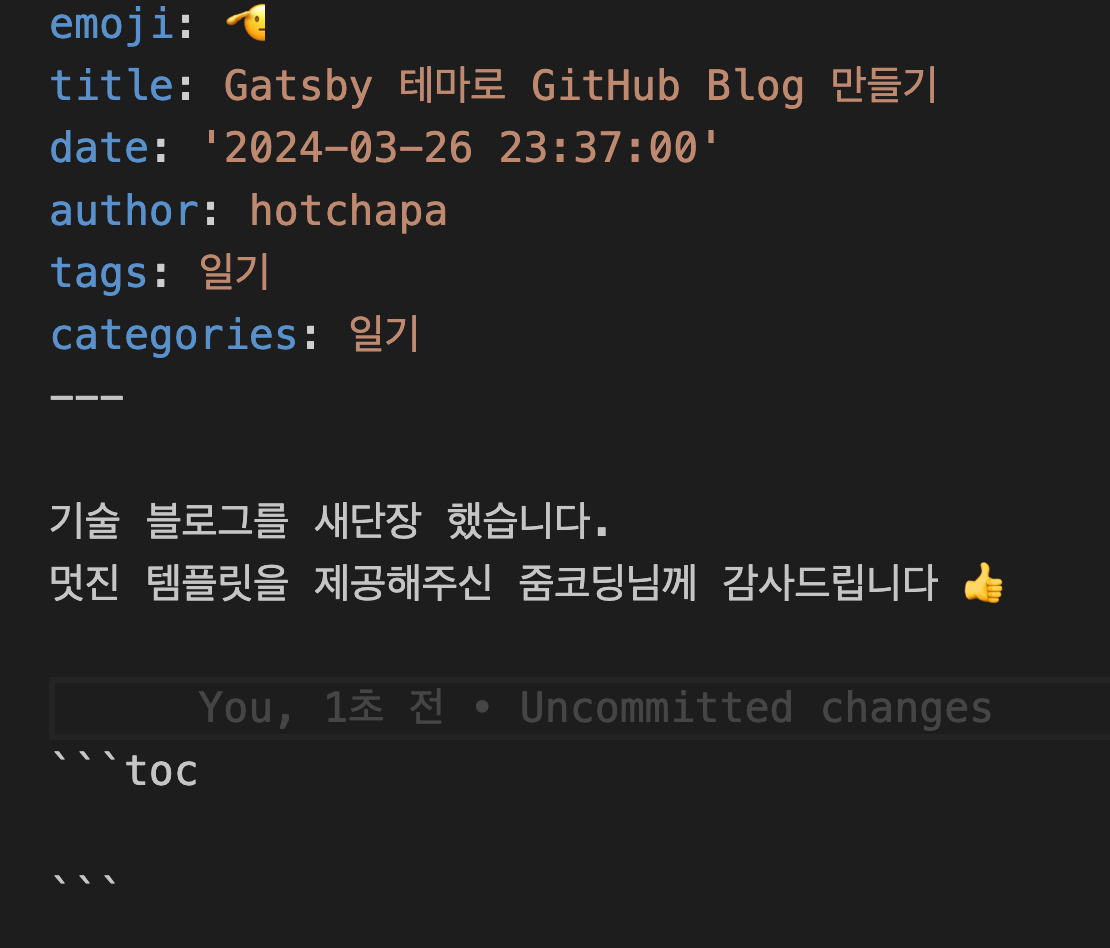 emoji: 🫡
title: Gatsby 테마로 GitHub Blog 만들기
date: '2024-03-26 23:37:00'
author: hotchapa
tags: 일기
categories: 일기
---
기술 블로그를 새단장 했습니다.
멋진 템플릿을 제공해주신 줌코딩님께 감사드립니다 👍
You, 1초 전 • Uncommitted changes
```toc
```